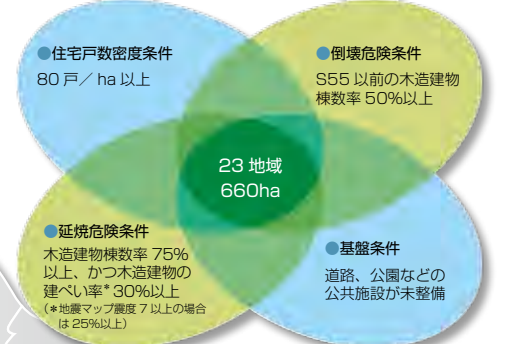 ●住宅戸数密度条件
80 戸／ ha 以上
●倒壊危険条件
S55 以前の木造建物
棟数率 50%以上
23 地域
660ha
●延焼危険条件
木造建物棟数率 75%
以上、かつ木造建物の
建ぺい率* 30%以上
(＊地震マップ震度 7 以上の場合
は 25%以上)
●基盤条件
道路、公園などの
公共施設が未整備